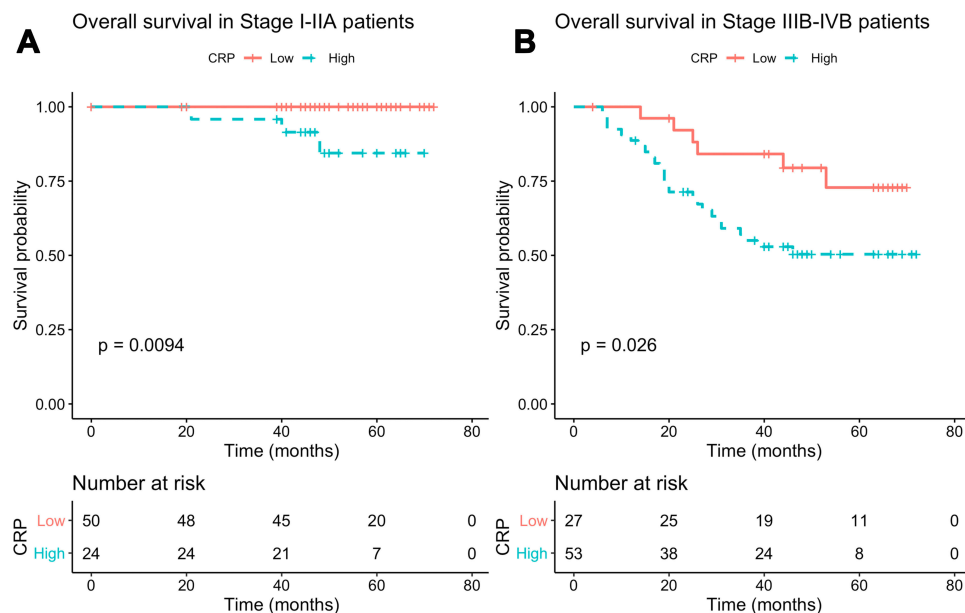 A
Overall survival in Stage I-IIA patients
CRP Low High
Survival probability
1.00
0.75
0.50
0.25
0.00
p = 0.0094
0 20 40 60 80
Time (months)
Number at risk
CRP
Low 50 48 45 20 0
High 24 24 21 7 0
0 20 40 60 80
Time (months)
B
Overall survival in Stage IIIB-IVB patients
CRP Low High
Survival probability
1.00
0.75
0.50
0.25
0.00
p = 0.026
0 20 40 60 80
Time (months)
Number at risk
CRP
Low 27 25 19 11 0
High 53 38 24 8 0
0 20 40 60 80
Time (months)